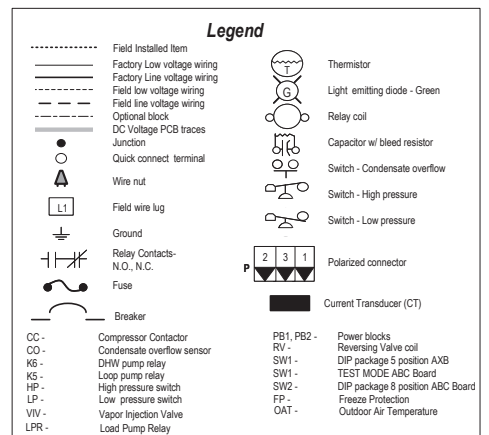 Legend
Field Installed Item
Factory Low voltage wiring
Factory Line voltage wiring
Field low voltage wiring
Field line voltage wiring
Optional block
DC Voltage PCB traces
Junction
Quick connect terminal
Wire nut
L1 Field wire lug
Ground
Relay Contacts-
N.O., N.C.
Fuse
Breaker
T Thermistor
G Light emitting diode - Green
Relay coil
Capacitor w/ bleed resistor
Switch - Condensate overflow
Switch - High pressure
Switch - Low pressure
P 2 3 1 Polarized connector
Current Transducer (CT)
CC - Compressor Contactor
CO - Condensate overflow sensor
K6 - DHW pump relay
K5 - Loop pump relay
HP - High pressure switch
LP - Low pressure switch
VIV - Vapor Injection Valve
LPR - Load Pump Relay
PB1, PB2 - Power blocks
RV - Reversing Valve coil
SW1 - DIP package 5 position AXB
SW1 - TEST MODE ABC Board
SW2 - DIP package 8 position ABC Board
FP - Freeze Protection
OAT - Outdoor Air Temperature